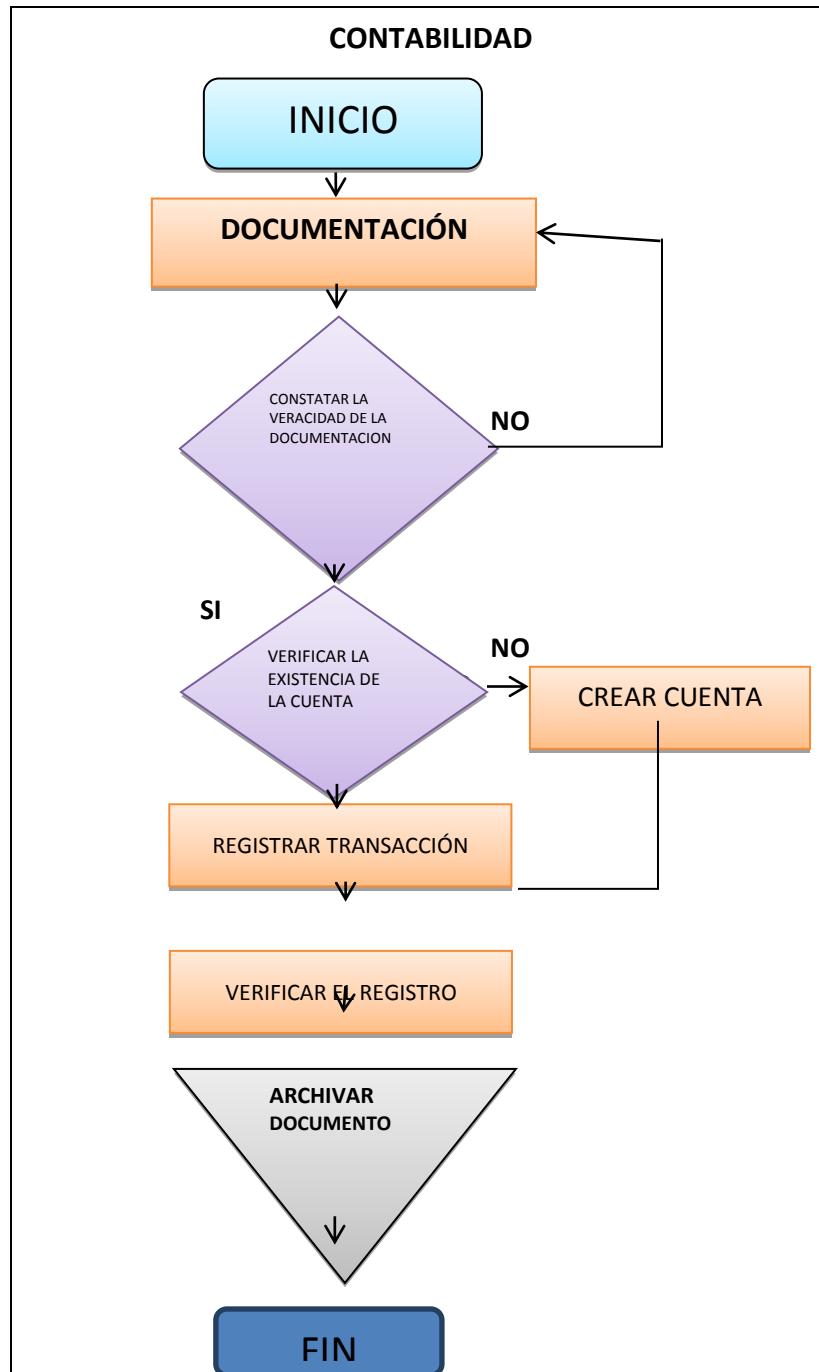 CONTABILIDAD
INICIO
DOCUMENTACIÓN
CONSTATAR LA
VERACIDAD DE LA
DOCUMENTACION
NO
SI
VERIFICAR LA
EXISTENCIA DE
LA CUENTA
NO
CREAR CUENTA
REGISTRAR TRANSACCIÓN
VERIFICAR EL REGISTRO
ARCHIVAR
DOCUMENTO
FIN